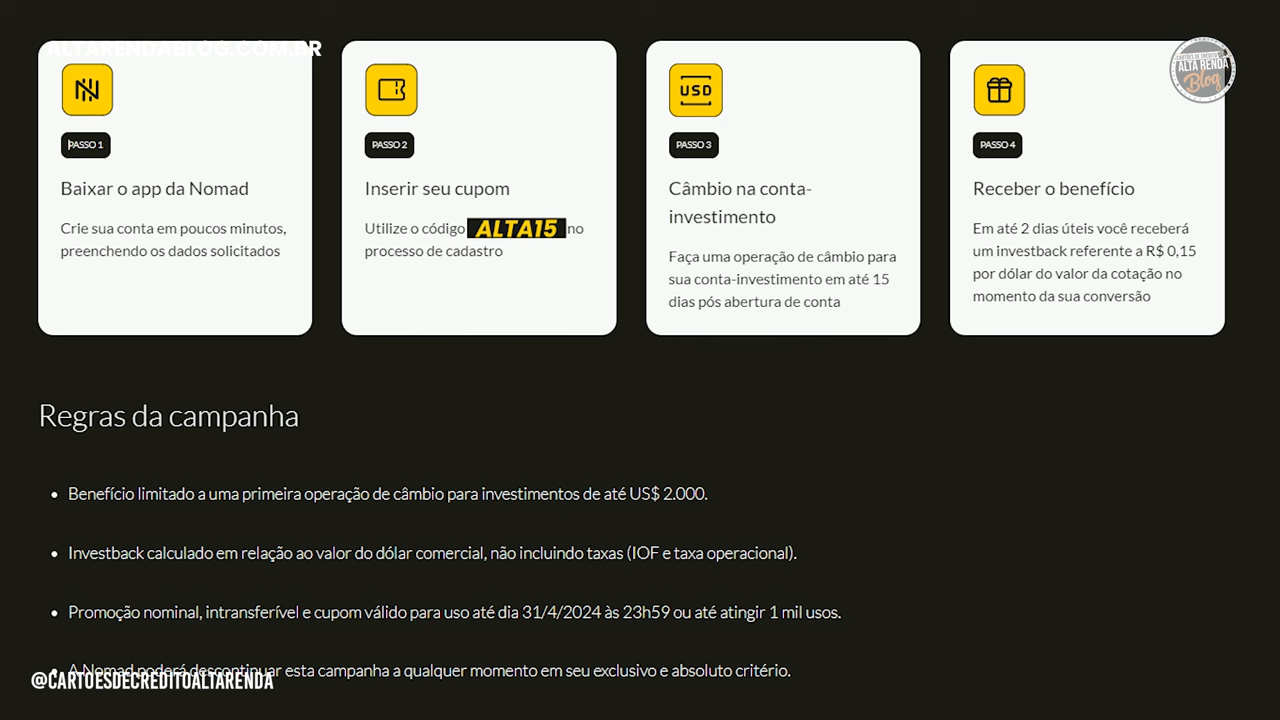 ALTARENDABLOG.COM.BR
CARTÕES DE CRÉDITO
ALTA RENDA
Blog
USD
PASSO 1
Baixar o app da Nomad
Crie sua conta em poucos minutos,
preenchendo os dados solicitados
PASSO 2
Inserir seu cupom
Utilize o código ALTA15 no
processo de cadastro
PASSO 3
Câmbio na conta-
investimento
Faça uma operação de câmbio para
sua conta-investimento em até 15
dias pós abertura de conta
PASSO 4
Receber o benefício
Em até 2 dias úteis você receberá
um investback referente a R$ 0,15
por dólar do valor da cotação no
momento da sua conversão
Regras da campanha
• Benefício limitado a uma primeira operação de câmbio para investimentos de até US$ 2.000.
• Investback calculado em relação ao valor do dólar comercial, não incluindo taxas (IOF e taxa operacional).
• Promoção nominal, intransferível e cupom válido para uso até dia 31/4/2024 às 23h59 ou até atingir 1 mil usos.
• A Nomad poderá descontinuar esta campanha a qualquer momento em seu exclusivo e absoluto critério.
@CARTOESDECREDITOALTARENDA